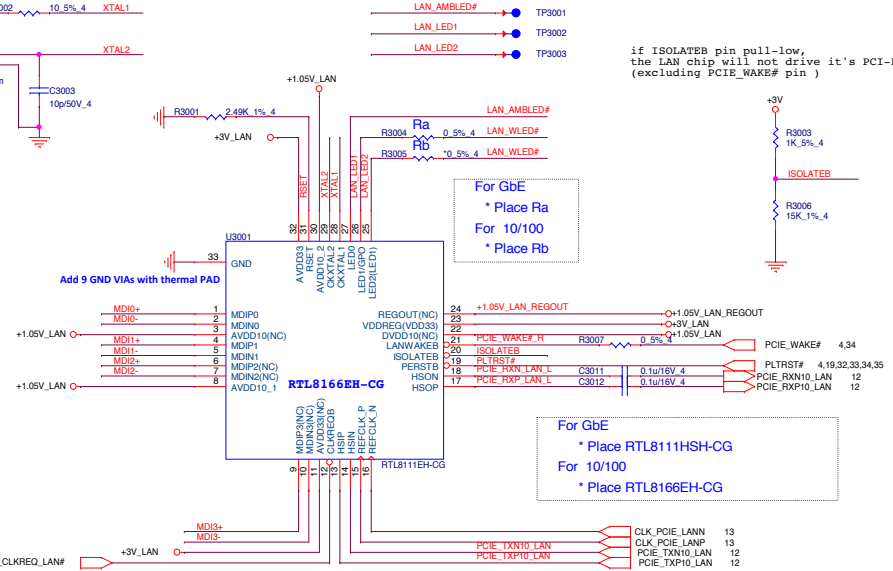 002
10_5%_4
XTAL1
LAN_AMBLED#
TP3001
LAN_LED1
TP3002
LAN_LED2
TP3003
XTAL2
if ISOLATEB pin pull-low,
the LAN chip will not drive it's PCI-
(excluding PCIE_WAKE# pin )
C3003
10p/50V_4
+1.05V_LAN
+3V
R3001
2.49K_1%_4
LAN_AMBLED#
Ra
+3V_LAN
R3004
0_5%_4
LAN_WLED#
Rb
R3005
*0_5%_4
LAN_WLED#
R3003
1K_5%_4
ISOLATEB
R3006
15K_1%_4
RSET
XTAL2
XTAL1
LAN_LED1
LAN_LED2
For GbE
* Place Ra
For 10/100
* Place Rb
32
31
30
29
28
27
26
25
U3001
33
GND
AVDD33
RSET
AVDD10_2
CKXTAL2
CKXTAL1
LED0
LED1/GPO
LED2(LED1)
Add 9 GND VIAs with thermal PAD
MDI0+
1
MDIP0
MDI0-
2
MDIN0
+1.05V_LAN
3
AVDD10(NC)
MDI1+
4
MDIP1
MDI1-
5
MDIN1
MDI2+
6
MDIP2(NC)
MDI2-
7
MDIN2(NC)
+1.05V_LAN
8
AVDD10_1
REGOUT(NC)
24
+1.05V_LAN_REGOUT
+1.05V_LAN_REGOUT
VDDREG(VDD33)
23
+3V_LAN
DVDD10(NC)
22
+1.05V_LAN
LANWAKEB
21
PCIE_WAKE#_R
R3007
0_5%_4
PCIE_WAKE#
4,34
ISOLATEB
20
ISOLATEB
PERSTB
19
PLTRST#
PLTRST#
4,19,32,33,34,35
HSON
18
PCIE_RXN_LAN_L
C3011
0.1u/16V_4
PCIE_RXN10_LAN
12
HSOP
17
PCIE_RXP_LAN_L
C3012
0.1u/16V_4
PCIE_RXP10_LAN
12
RTL8166EH-CG
MDIP3(NC)
MDIN3(NC)
AVDD33(NC)
CLKREQB
HSIP
HSIN
REFCLK_P
REFCLK_N
RTL8111EH-CG
9
10
11
12
13
14
15
16
For GbE
* Place RTL8111HSH-CG
For 10/100
* Place RTL8166EH-CG
MDI3+
MDI3-
+3V_LAN
_CLKREQ_LAN#
CLK_PCIE_LANN
13
CLK_PCIE_LANP
13
PCIE_TXN10_LAN
PCIE_TXN10_LAN
12
PCIE_TXP10_LAN
PCIE_TXP10_LAN
12